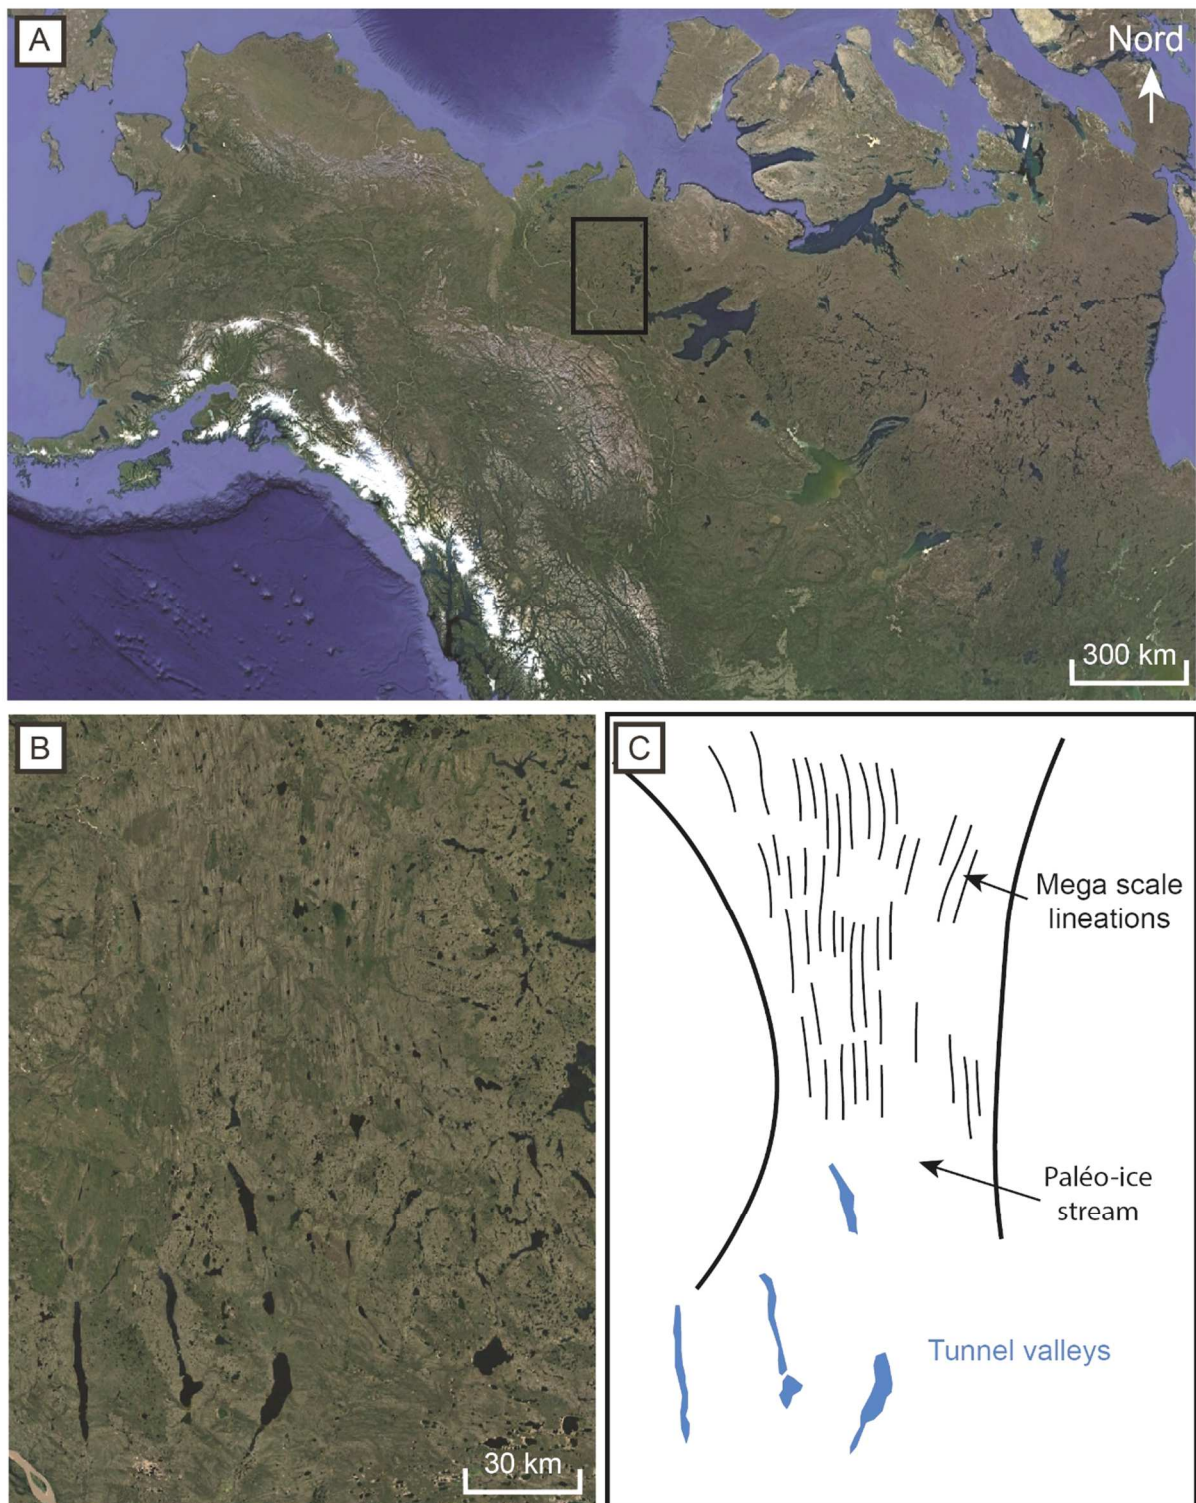 A
Nord
300 km
B
30 km
C
Mega scale
lineations
Paléo-ice
stream
Tunnel valleys